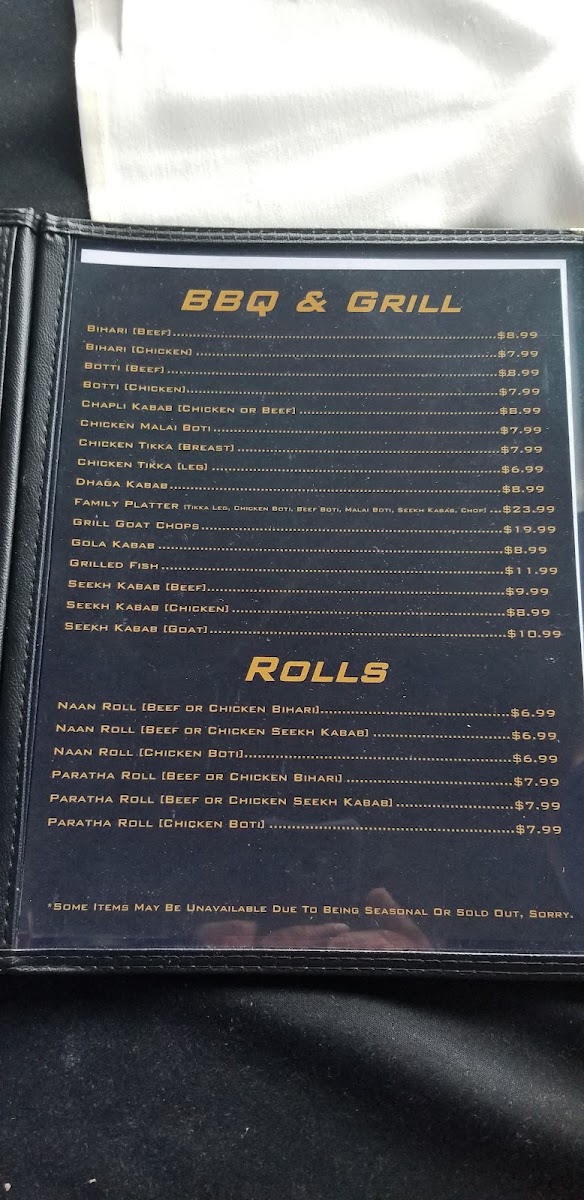 BBQ & GRILL
BIHARI [BEEF]....................$8.99
BIHARI [CHICKEN]....................$7.99
BOTTI [BEEF]....................$8.99
BOTTI [CHICKEN]....................$7.99
CHAPLI KABAB [CHICKEN OR BEEF]....................$8.99
CHICKEN MALAI BOTI....................$7.99
CHICKEN TIKKA [BREAST]....................$7.99
CHICKEN TIKKA [LEG]....................$6.99
DHAGA KABAB....................$8.99
FAMILY PLATTER [TIKKA LEG, CHICKEN BOTI, BEEF BOTI, MALAI BOTI, SEEKH KABAB, CHOP]...$23.99
GRILL GOAT CHOPS....................$19.99
GOLA KABAB....................$8.99
GRILLED FISH....................$11.99
SEEKH KABAB [BEEF]....................$9.99
SEEKH KABAB [CHICKEN]....................$8.99
SEEKH KABAB [GOAT]....................$10.99
ROLLS
NAAN ROLL [BEEF OR CHICKEN BIHARI]....................$6.99
NAAN ROLL [BEEF OR CHICKEN SEEKH KABAB]....................$6.99
NAAN ROLL [CHICKEN BOTI]....................$6.99
PARATHA ROLL [BEEF OR CHICKEN BIHARI]....................$7.99
PARATHA ROLL [BEEF OR CHICKEN SEEKH KABAB]....................$7.99
PARATHA ROLL [CHICKEN BOTI]....................$7.99
*SOME ITEMS MAY BE UNAVAILABLE DUE TO BEING SEASONAL OR SOLD OUT, SORRY.